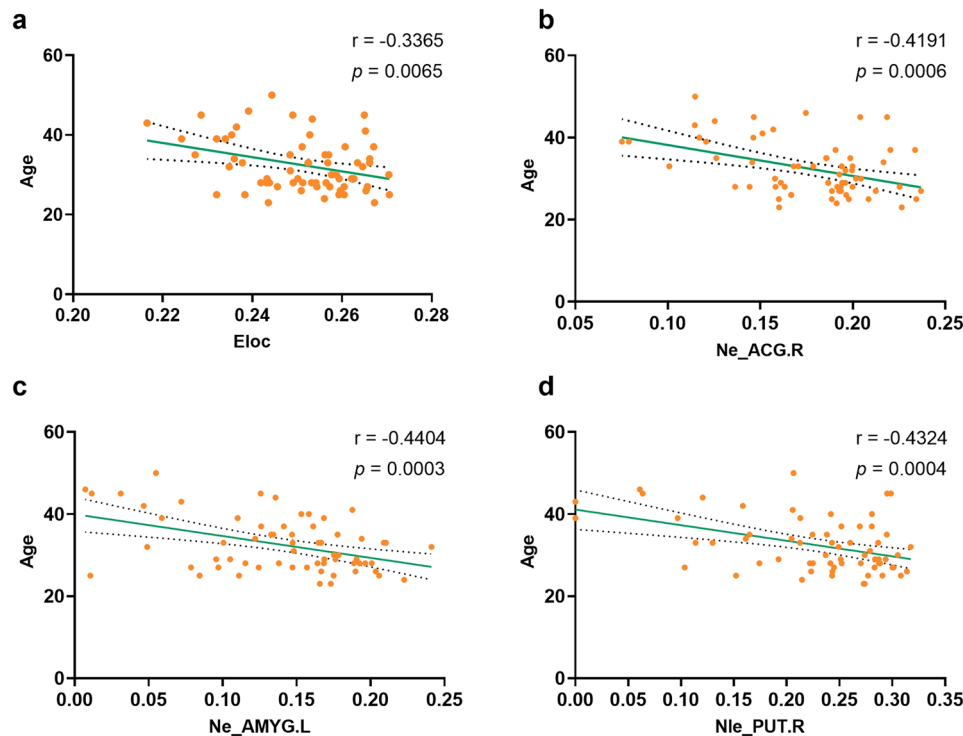 a
r = -0.3365
p = 0.0065
60
40
20
0
Age
0.20 0.22 0.24 0.26 0.28
Eloc
b
r = -0.4191
p = 0.0006
60
40
20
0
Age
0.05 0.10 0.15 0.20 0.25
Ne_ACG.R
c
r = -0.4404
p = 0.0003
60
40
20
0
Age
0.00 0.05 0.10 0.15 0.20 0.25
Ne_AMYG.L
d
r = -0.4324
p = 0.0004
60
40
20
0
Age
0.00 0.05 0.10 0.15 0.20 0.25 0.30 0.35
Nle_PUT.R